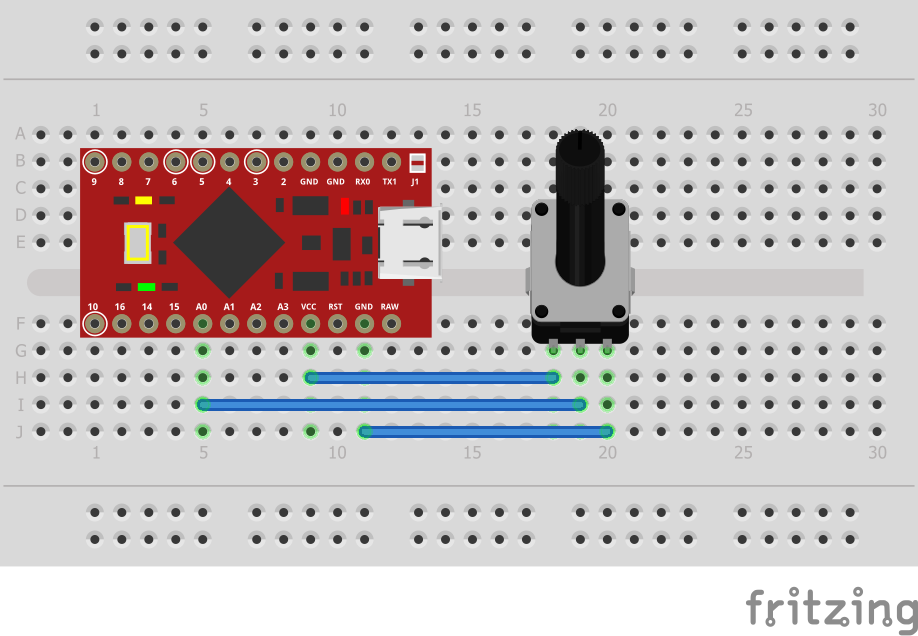 1 5 10 15 20 25 30
A
B
C
D
E
9 8 7 6 5 4 3 2 GND GND RX0 TX1 J1
10 16 14 15 A0 A1 A2 A3 VCC RST GND RAW
F
G
H
I
J
1 5 10 15 20 25 30
fritzing